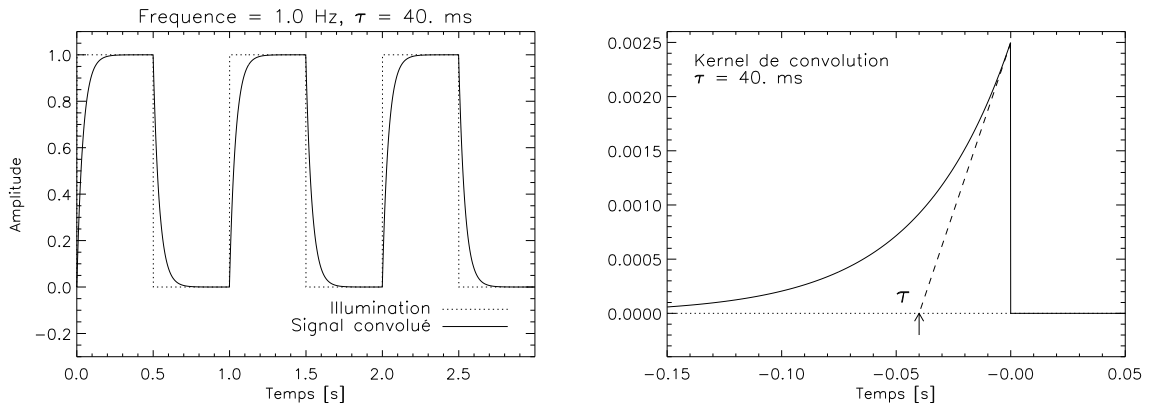 Frequence = 1.0 Hz, τ = 40. ms
1.0
0.8
0.6
0.4
0.2
0.0
−0.2
Amplitude
Illumination
Signal convolué
0.0 0.5 1.0 1.5 2.0 2.5
Temps [s]
Kernel de convolution
τ = 40. ms
0.0025
0.0020
0.0015
0.0010
0.0005
0.0000
τ
−0.15 −0.10 −0.05 −0.00 0.05
Temps [s]